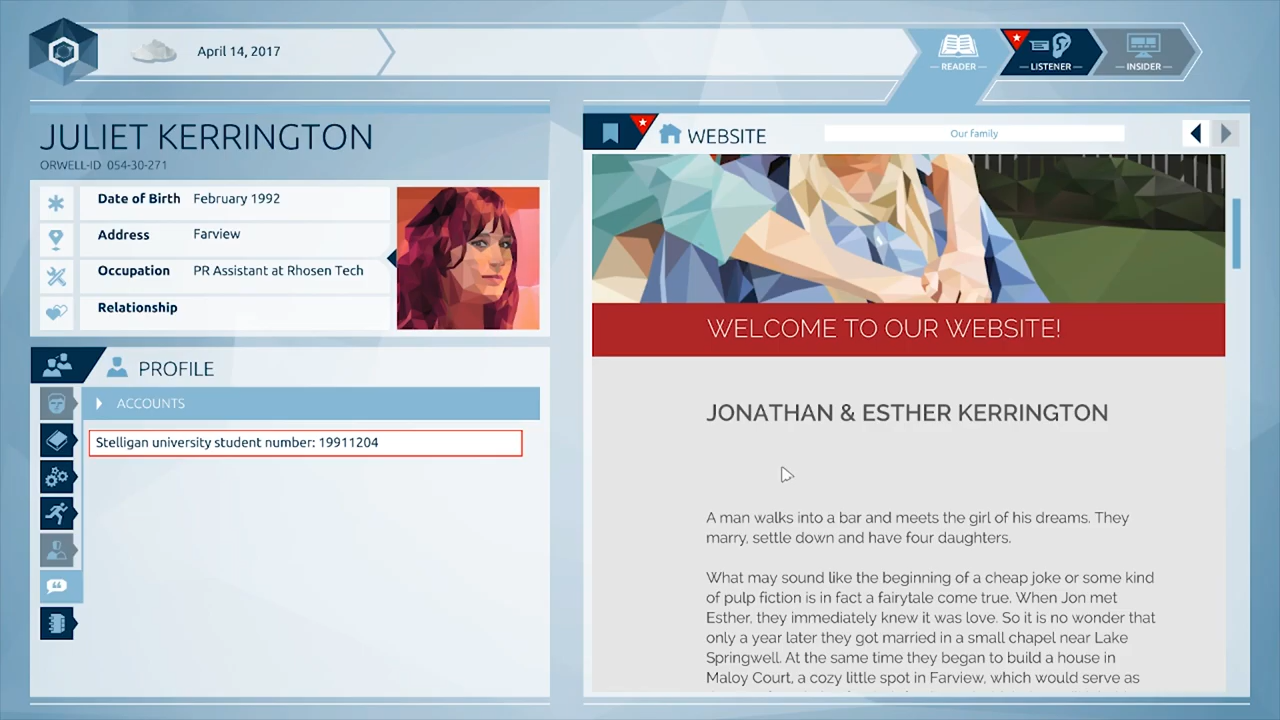 April 14, 2017
READER
LISTENER
INSIDER
JULIET KERRINGTON
ORWELL-ID 054-30-271
Date of Birth February 1992
Address Farview
Occupation PR Assistant at Rhosen Tech
Relationship
PROFILE
ACCOUNTS
Stelligan university student number: 19911204
WEBSITE
Our family
WELCOME TO OUR WEBSITE!
JONATHAN & ESTHER KERRINGTON
A man walks into a bar and meets the girl of his dreams. They
marry, settle down and have four daughters.
What may sound like the beginning of a cheap joke or some kind
of pulp fiction is in fact a fairytale come true. When Jon met
Esther, they immediately knew it was love. So it is no wonder that
only a year later they got married in a small chapel near Lake
Springwell. At the same time they began to build a house in
Maloy Court, a cozy little spot in Farview, which would serve as